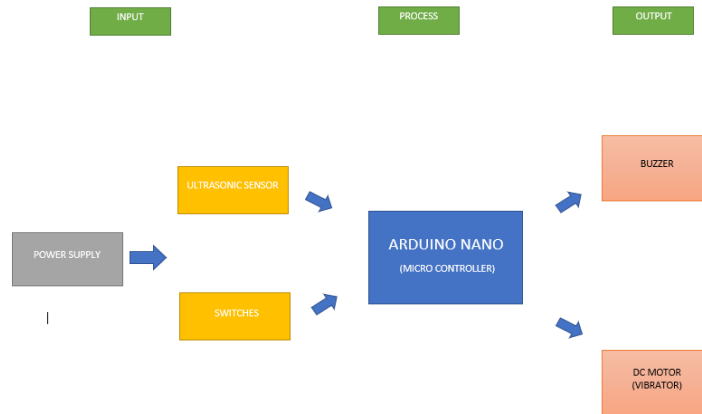 INPUT
PROCESS
OUTPUT
BUZZER
ULTRASONIC SENSOR
ARDUINO NANO
(MICRO CONTROLLER)
POWER SUPPLY
SWITCHES
DC MOTOR
(VIBRATOR)